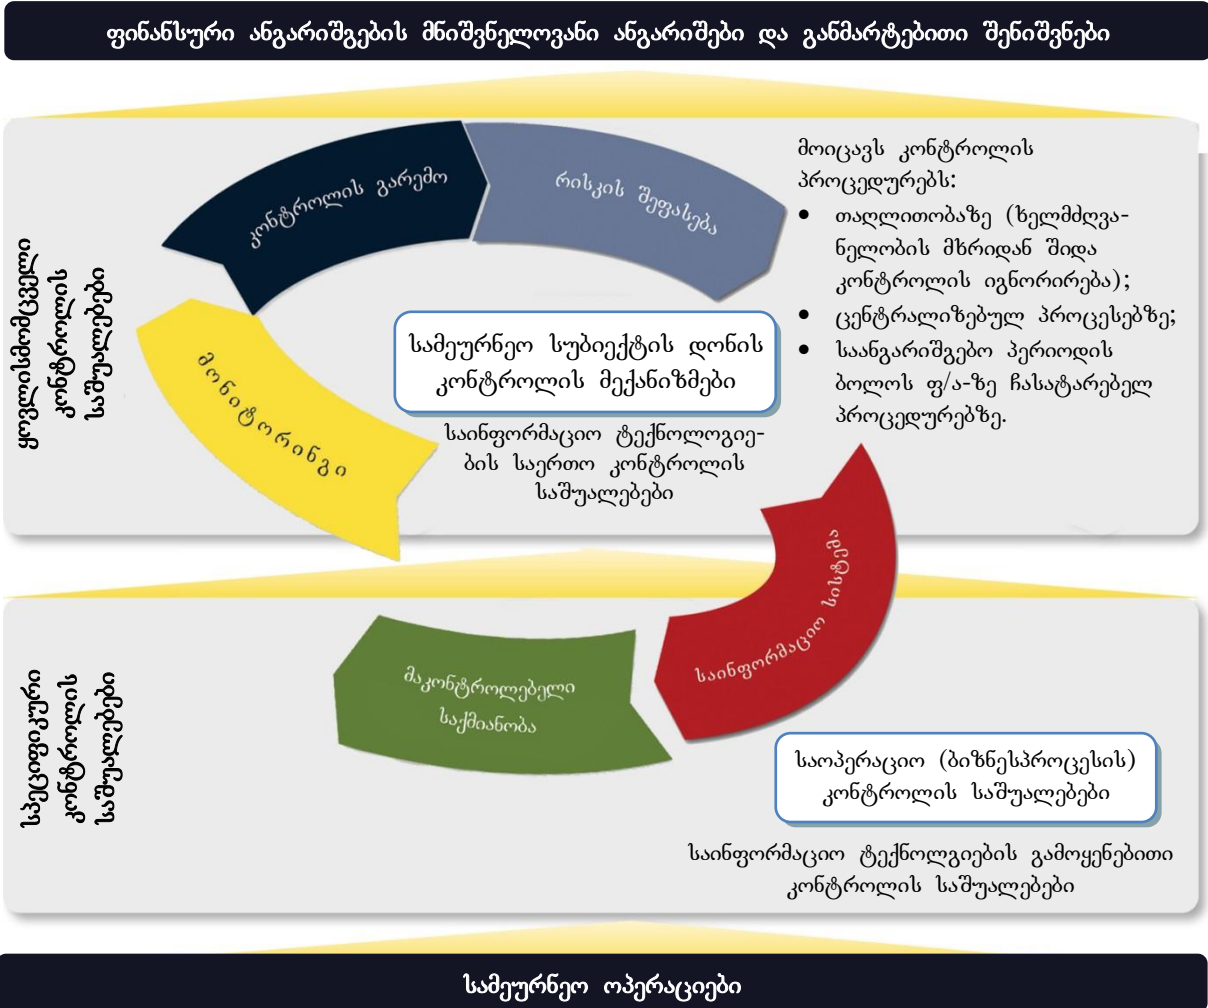 ფინანსური ანგარიშგების მნიშვნელოვანი ანგარიშები და განმარტებითი შენიშვნები
ყოვლისმომცველი
კონტროლის
საშუალებები
კონტროლის გარემო
რისკის შეფასება
მოიცავს კონტროლის
პროცედურებს:
• თაღლითობაზე (ხელმძღვა-
ნელობის მხრიდან შიდა
კონტროლის იგნორირება);
• ცენტრალიზებულ პროცესებზე;
• საანგარიშგებო პერიოდის
ბოლოს ფ/ა-ზე ჩასატარებელ
პროცედურებზე.
მონიტორინგი
სამეურნეო სუბიექტის დონის
კონტროლის მექანიზმები
საინფორმაციო ტექნოლოგიე-
ბის საერთო კონტროლის
საშუალებები
საინფორმაციო სისტემა
სპეციფიკური
კონტროლის
საშუალებები
მაკონტროლებელი
საქმიანობა
საოპერაციო (ბიზნესპროცესის)
კონტროლის საშუალებები
საინფორმაციო ტექნოლგიების გამოყენებითი
კონტროლის საშუალებები
სამეურნეო ოპერაციები